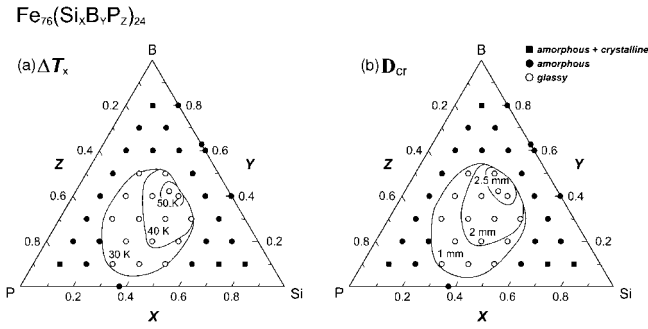 Fe76(SiXBYPZ)24
(a) ΔTx
B
0.2
0.8
0.4
0.6
Z
Y
0.6
0.4
50 K
0.8
40 K
0.2
30 K
P
Si
0.2
0.4
0.6
0.8
X
(b) Dcr
B
■ amorphous + crystalline
● amorphous
○ glassy
0.2
0.8
0.4
0.6
Z
Y
0.6
2.5 mm
0.4
0.8
2 mm
0.2
1 mm
P
Si
0.2
0.4
0.6
0.8
X